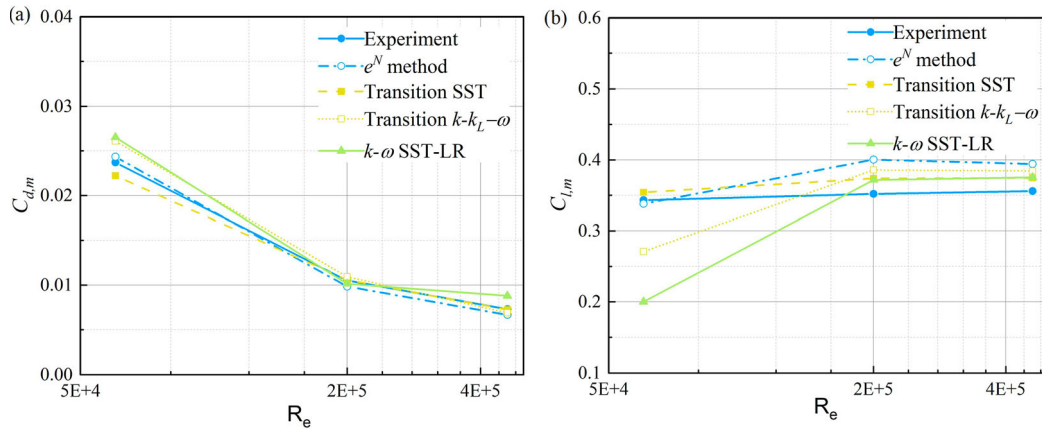 (a)
0.04
0.03
0.02
0.01
0.00
C_{d,m}
5E+4
2E+5
4E+5
R_e
Experiment
e^N method
Transition SST
Transition k-k_L-ω
k-ω SST-LR
(b)
0.6
0.5
0.4
0.3
0.2
0.1
C_{l,m}
5E+4
2E+5
4E+5
R_e
Experiment
e^N method
Transition SST
Transition k-k_L-ω
k-ω SST-LR